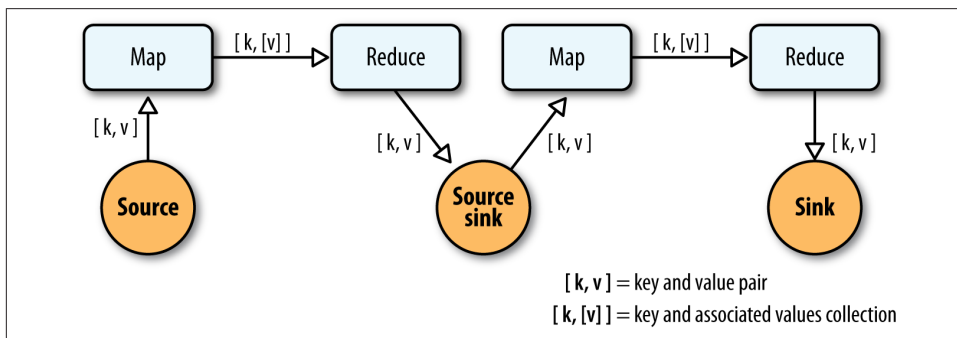 Map
[ k, [v] ]
Reduce
Map
[ k, [v] ]
Reduce
[ k, v ]
[ k, v ]
[ k, v ]
[ k, v ]
Source
Source
sink
Sink
[ k, v ] = key and value pair
[ k, [v] ] = key and associated values collection